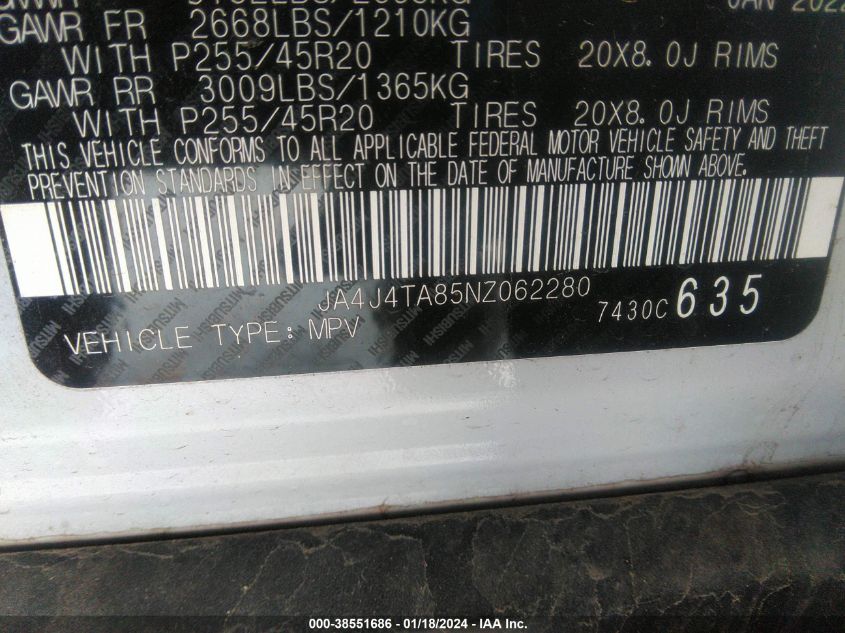 GAWR FR 2668LBS/1210KG
WITH P255/45R20 TIRES 20X8.0J RIMS
GAWR RR 3009LBS/1365KG
WITH P255/45R20 TIRES 20X8.0J RIMS
THIS VEHICLE CONFORMS TO ALL APPLICABLE FEDERAL MOTOR VEHICLE SAFETY AND THEFT
PREVENTION STANDARDS IN EFFECT ON THE DATE OF MANUFACTURE SHOWN ABOVE.
JA4J4TA85NZ062280 7430C 635
VEHICLE TYPE: MPV
000-38551686 - 01/18/2024 - IAA Inc.